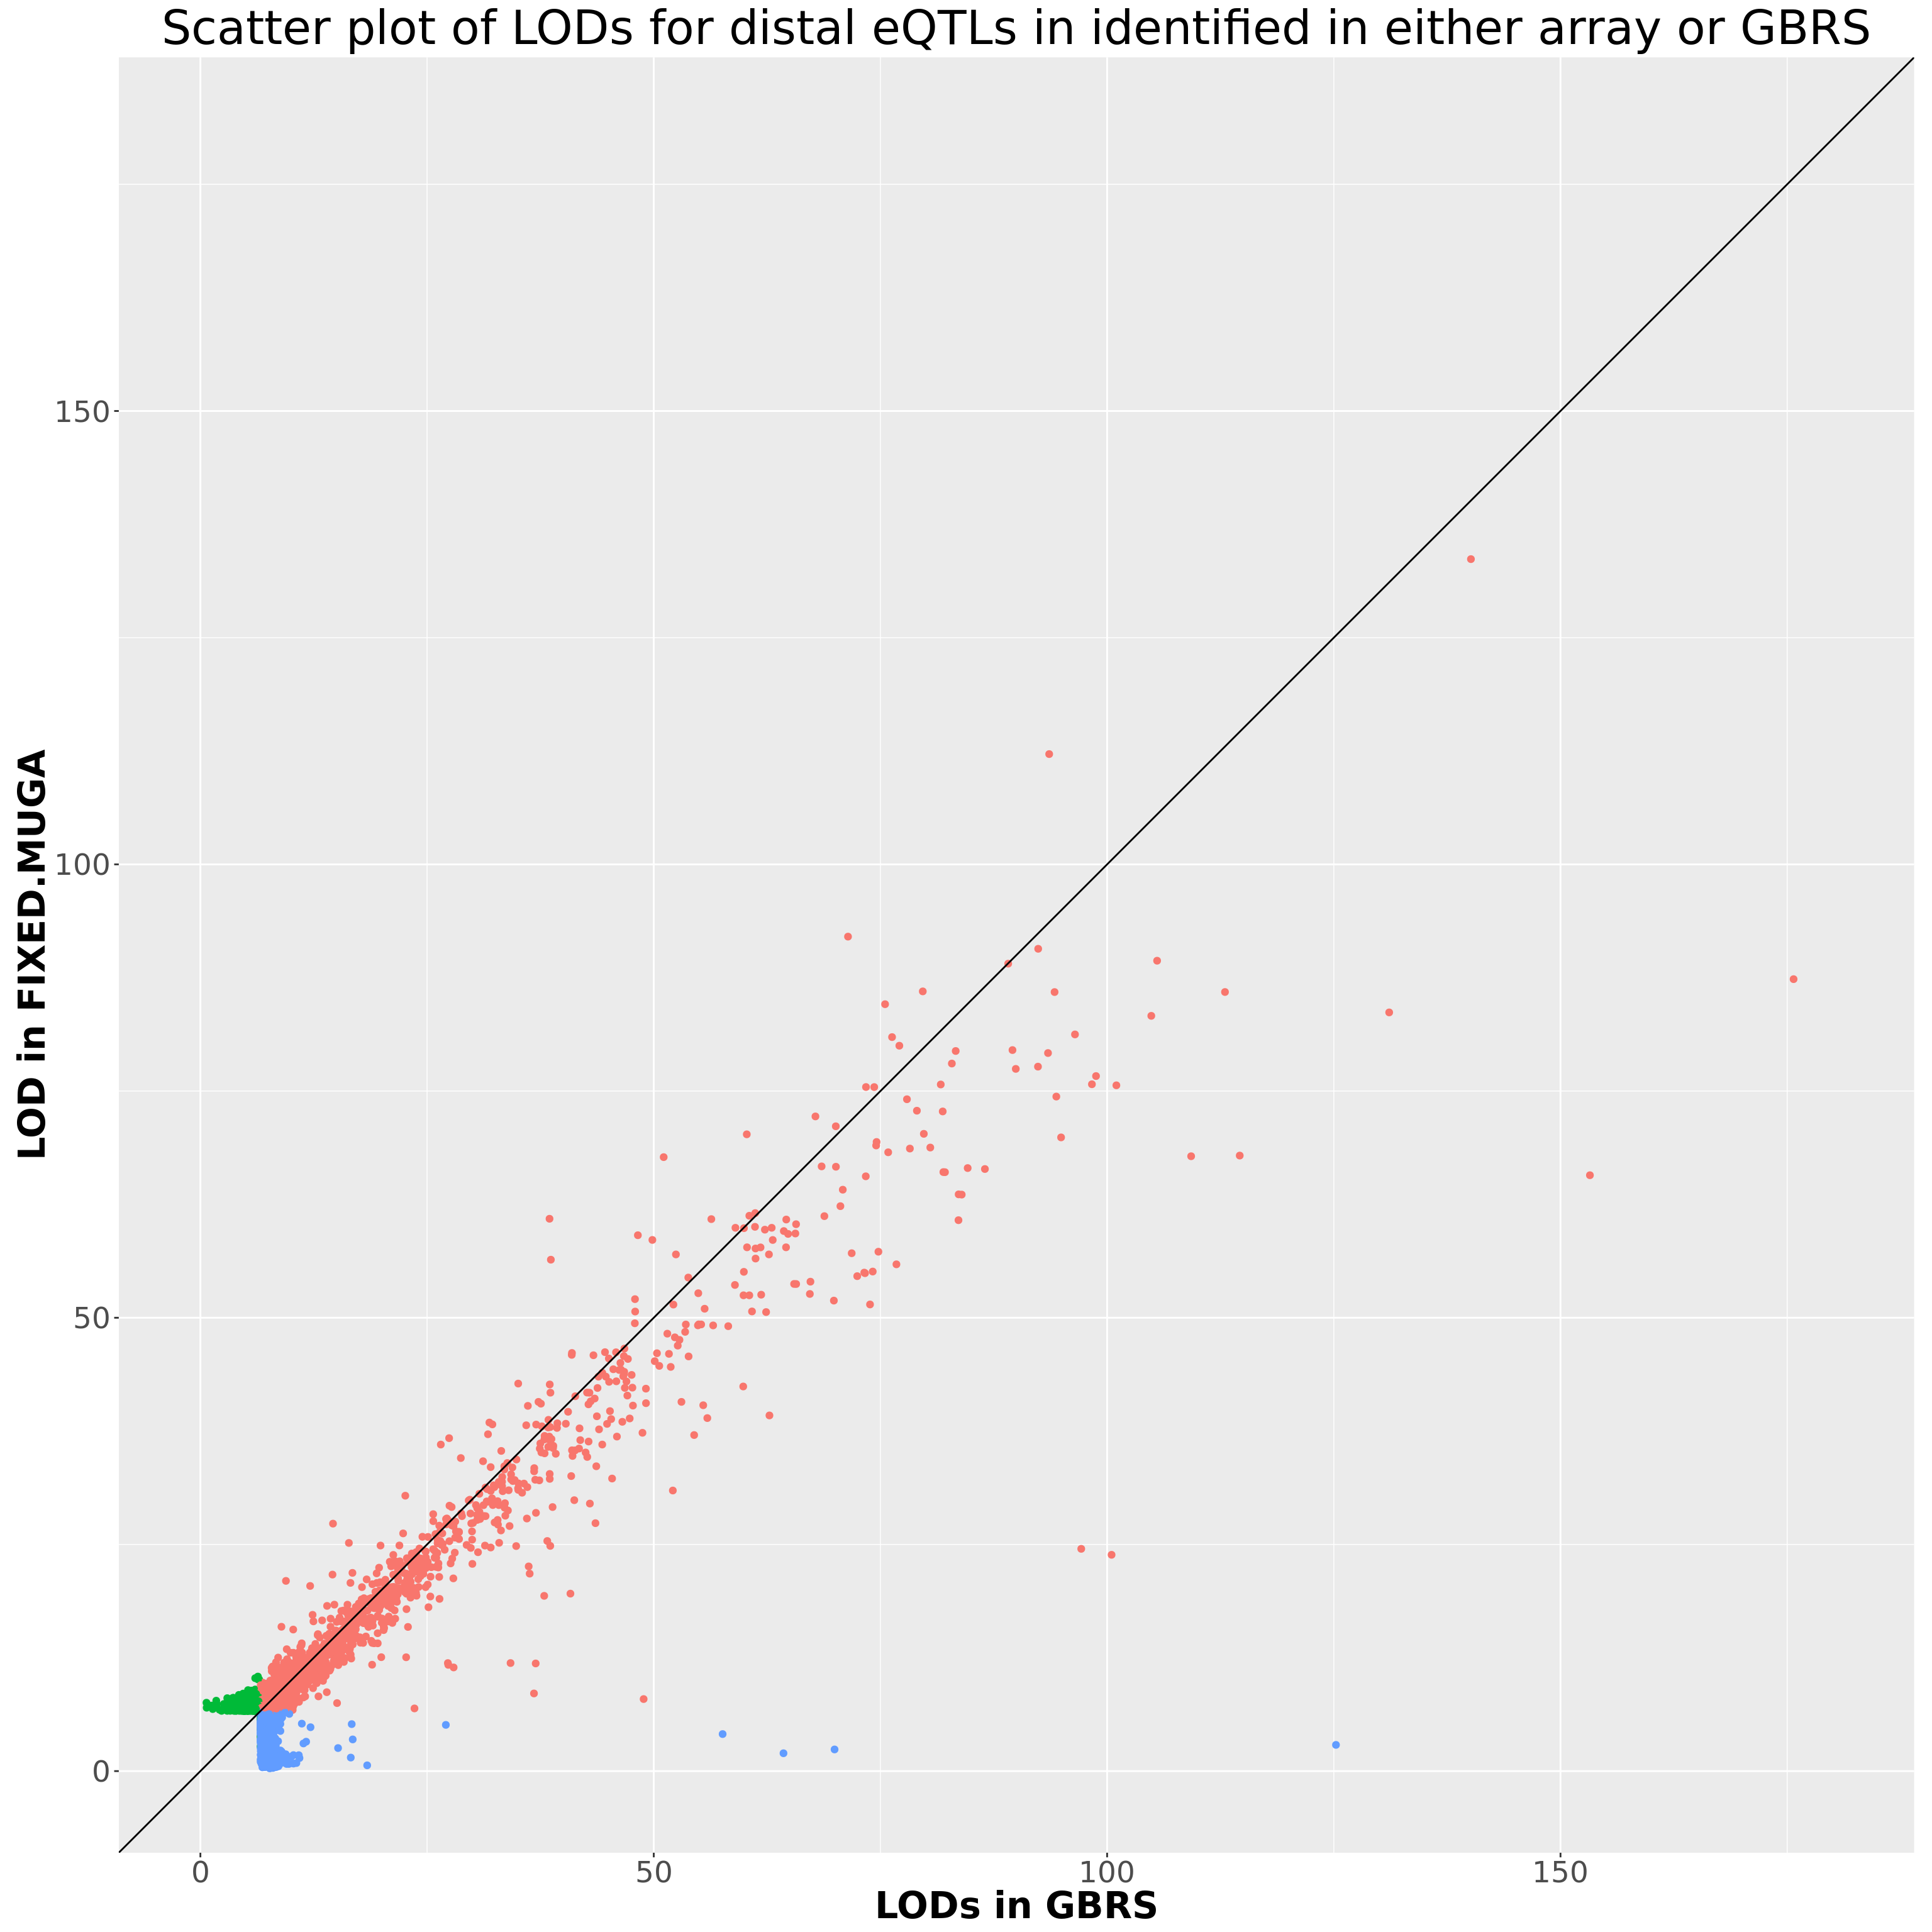 Scatter plot of LODs for distal eQTLs in identified in either array or GBRS
LOD in FIXED.MUGA
150
100
50
0
0 50 100 150
LODs in GBRS